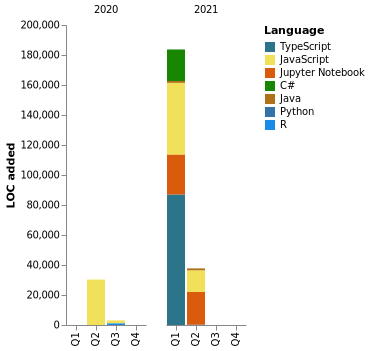 2020
2021
200,000
180,000
160,000
140,000
120,000
100,000
80,000
60,000
40,000
20,000
0
LOC added
Q1
Q2
Q3
Q4
Q1
Q2
Q3
Q4
Language
TypeScript
JavaScript
Jupyter Notebook
C#
Java
Python
R